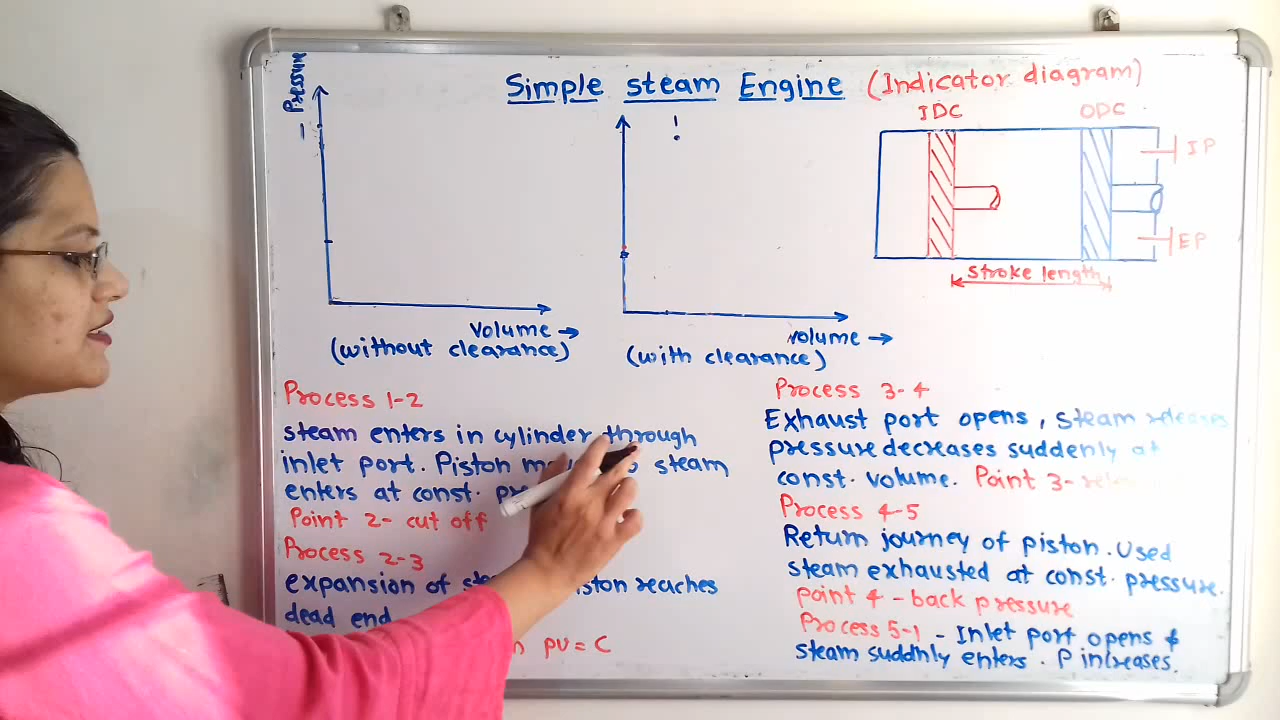 Simple steam Engine (Indicator diagram)
Pressure
volume →
(without clearance)
!
volume →
(with clearance)
IDC
ODC
IP
EP
stroke length
Process 1-2
steam enters in cylinder through
inlet port. Piston steam
enters at const.
Point 2- cut off
Process 2-3
expansion of reaches
dead end
PV = C
Process 3-4
Exhaust port opens, steam releases
pressure decreases suddenly at
const. volume. Point 3-
Process 4-5
Return journey of piston. Used
steam exhausted at const. pressure.
point 4 - back pressure
Process 5-1 - Inlet port opens &
steam suddnly enters. P increases.